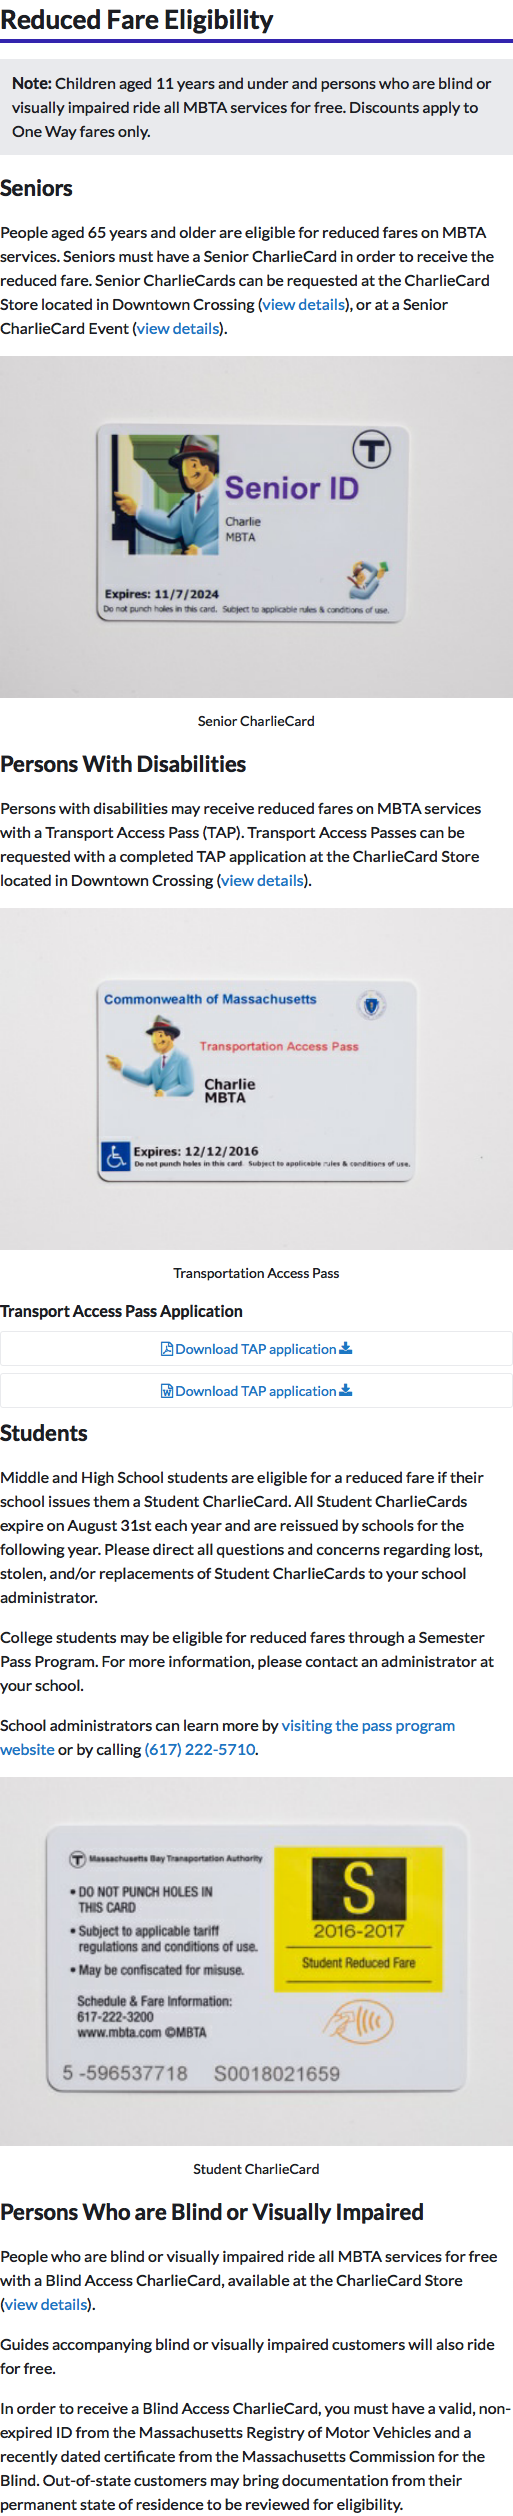 Reduced Fare Eligibility
Note: Children aged 11 years and under and persons who are blind or
visually impaired ride all MBTA services for free. Discounts apply to
One Way fares only.
Seniors
People aged 65 years and older are eligible for reduced fares on MBTA
services. Seniors must have a Senior CharlieCard in order to receive the
reduced fare. Senior CharlieCards can be requested at the CharlieCard
Store located in Downtown Crossing (view details), or at a Senior
CharlieCard Event (view details).
T
Senior ID
Charlie
MBTA
Expires: 11/7/2024
Do not punch holes in this card. Subject to applicable rules & conditions of use.
Senior CharlieCard
Persons With Disabilities
Persons with disabilities may receive reduced fares on MBTA services
with a Transport Access Pass (TAP). Transport Access Passes can be
requested with a completed TAP application at the CharlieCard Store
located in Downtown Crossing (view details).
Commonwealth of Massachusetts
Transportation Access Pass
Charlie
MBTA
Expires: 12/12/2016
Do not punch holes in this card. Subject to applicable rules & conditions of use.
Transportation Access Pass
Transport Access Pass Application
Download TAP application
Download TAP application
Students
Middle and High School students are eligible for a reduced fare if their
school issues them a Student CharlieCard. All Student CharlieCards
expire on August 31st each year and are reissued by schools for the
following year. Please direct all questions and concerns regarding lost,
stolen, and/or replacements of Student CharlieCards to your school
administrator.
College students may be eligible for reduced fares through a Semester
Pass Program. For more information, please contact an administrator at
your school.
School administrators can learn more by visiting the pass program
website or by calling (617) 222-5710.
T Massachusetts Bay Transportation Authority
• DO NOT PUNCH HOLES IN
THIS CARD
• Subject to applicable tariff
regulations and conditions of use.
• May be confiscated for misuse.
Schedule & Fare Information:
617-222-3200
www.mbta.com ©MBTA
S
2016-2017
Student Reduced Fare
5 -596537718 S0018021659
Student CharlieCard
Persons Who are Blind or Visually Impaired
People who are blind or visually impaired ride all MBTA services for free
with a Blind Access CharlieCard, available at the CharlieCard Store
(view details).
Guides accompanying blind or visually impaired customers will also ride
for free.
In order to receive a Blind Access CharlieCard, you must have a valid, non-
expired ID from the Massachusetts Registry of Motor Vehicles and a
recently dated certificate from the Massachusetts Commission for the
Blind. Out-of-state customers may bring documentation from their
permanent state of residence to be reviewed for eligibility.